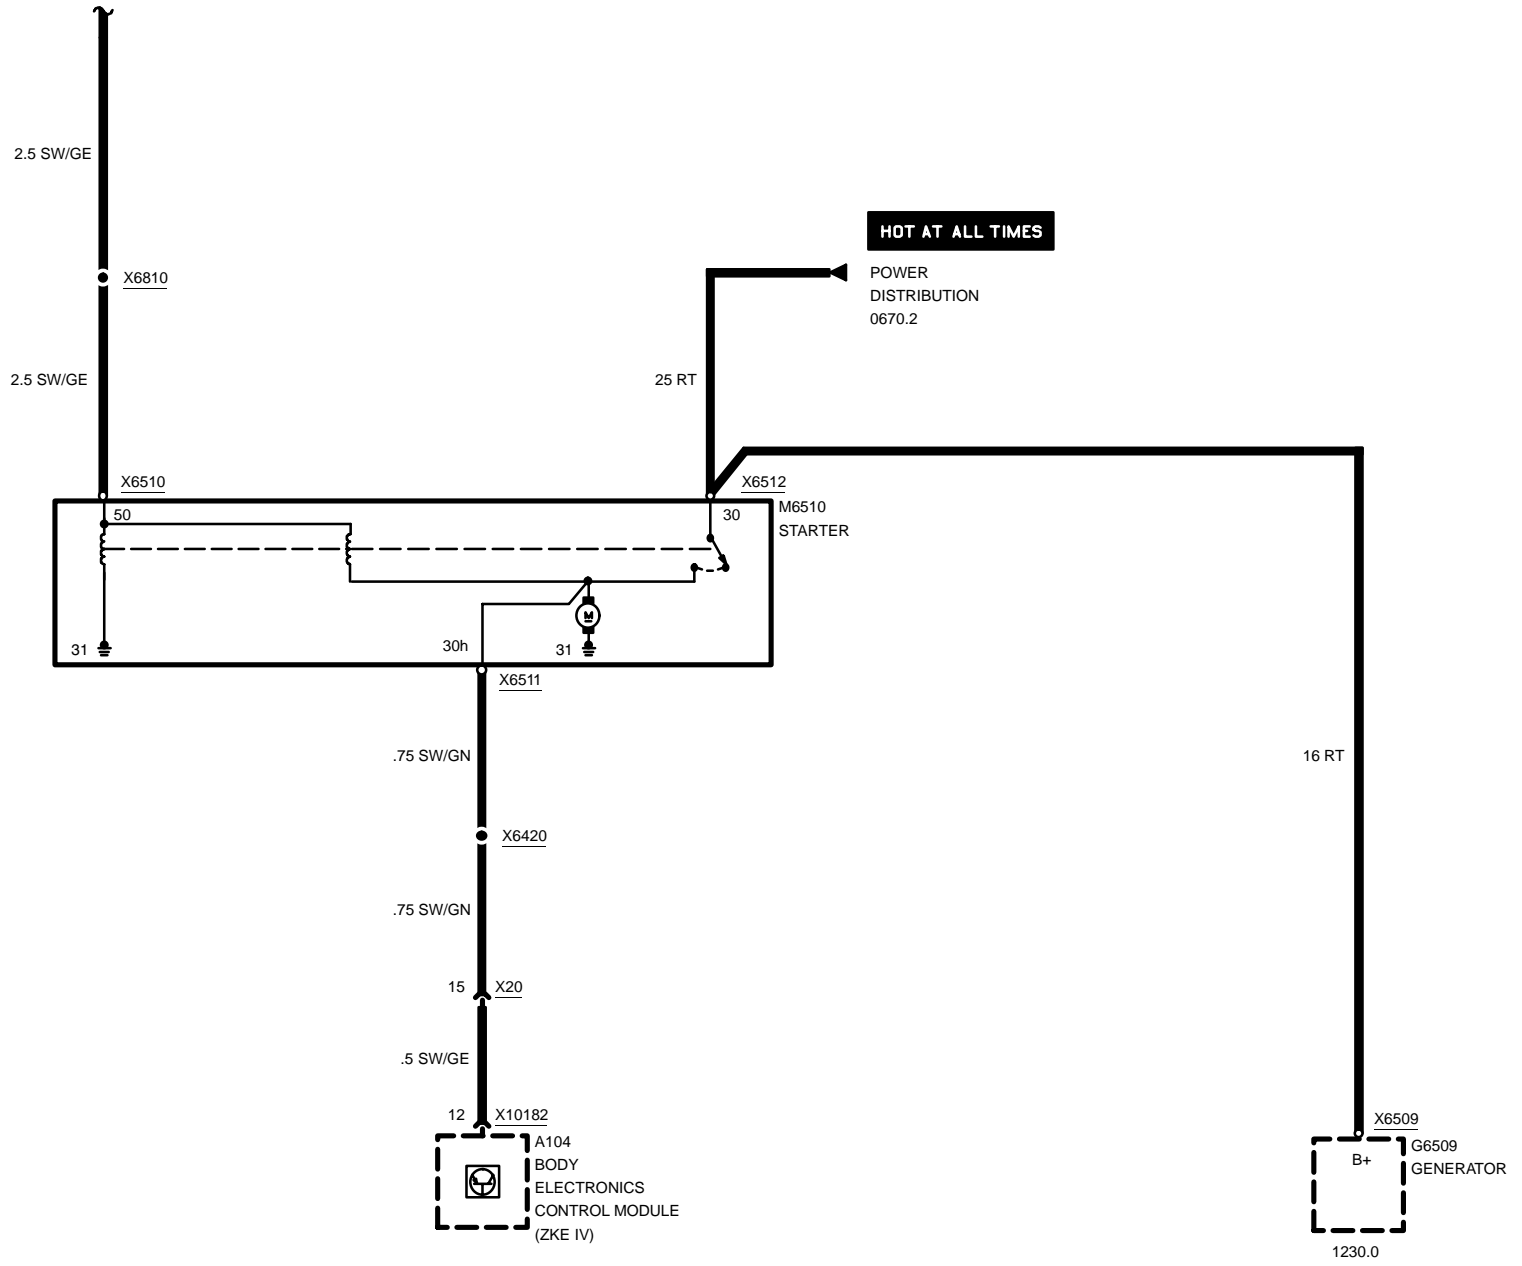 2.5 SW/GE
HOT AT ALL TIMES
X6810
POWER
DISTRIBUTION
0670.2
2.5 SW/GE
25 RT
X6510
X6512
M6510
STARTER
50
30
31
30h
31
M
X6511
.75 SW/GN
16 RT
X6420
.75 SW/GN
15 X20
.5 SW/GE
12 X10182
X6509
A104
BODY
ELECTRONICS
CONTROL MODULE
(ZKE IV)
G6509
GENERATOR
B+
1230.0